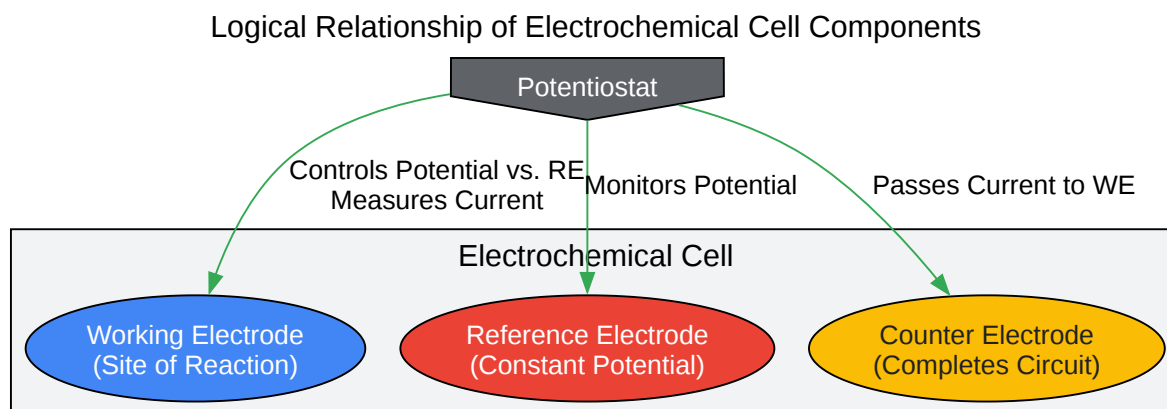 Logical Relationship of Electrochemical Cell Components
Potentiostat
Controls Potential vs. RE
Measures Current
Monitors Potential
Passes Current to WE
Electrochemical Cell
Working Electrode
(Site of Reaction)
Reference Electrode
(Constant Potential)
Counter Electrode
(Completes Circuit)